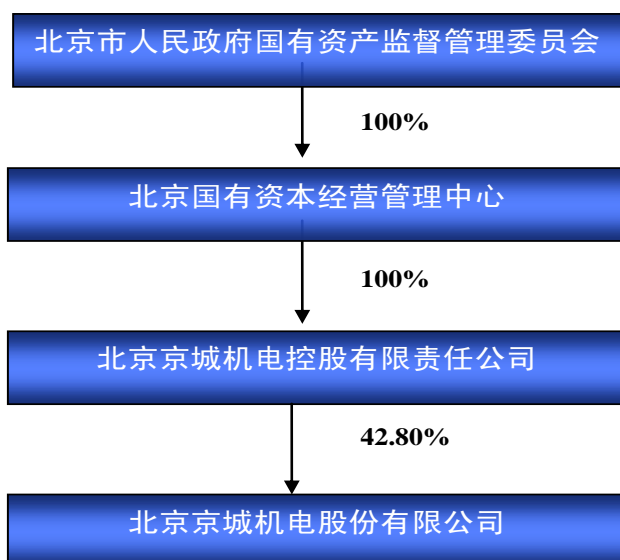 北京市人民政府国有资产监督管理委员会
100%
北京国有资本经营管理中心
100%
北京京城机电控股有限责任公司
42.80%
北京京城机电股份有限公司